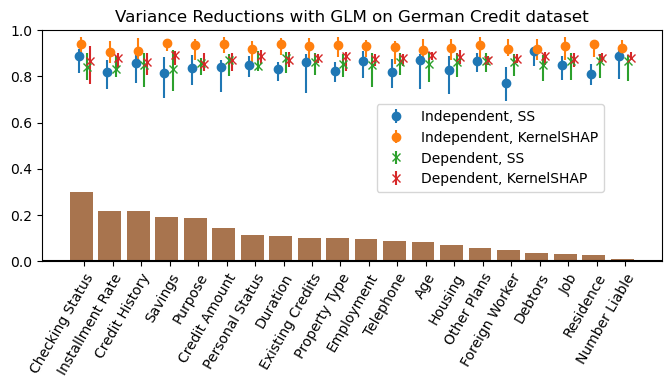 Variance Reductions with GLM on German Credit dataset
1.0
0.8
0.6
0.4
0.2
0.0
Independent, SS
Independent, KernelSHAP
Dependent, SS
Dependent, KernelSHAP
Checking Status
Installment Rate
Credit History
Savings
Purpose
Credit Amount
Personal Status
Duration
Existing Credits
Property Type
Employment
Telephone
Age
Housing
Other Plans
Foreign Worker
Debtors
Job
Residence
Number Liable